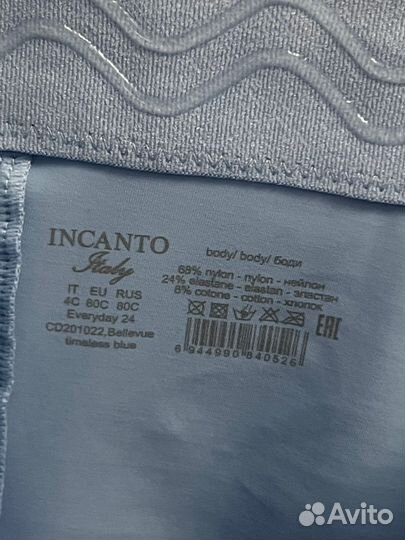 INCANTO
Italy
IT EU RUS
4C 80C 80C
Everyday 24
CD201022,Bellevue
timeless blue
body/ body/ боди
68% nylon - nylon - нейлон
24% elastane - elastan - эластан
8% cotone - cotton - хлопок
EAC
6 944990 840526
Avito